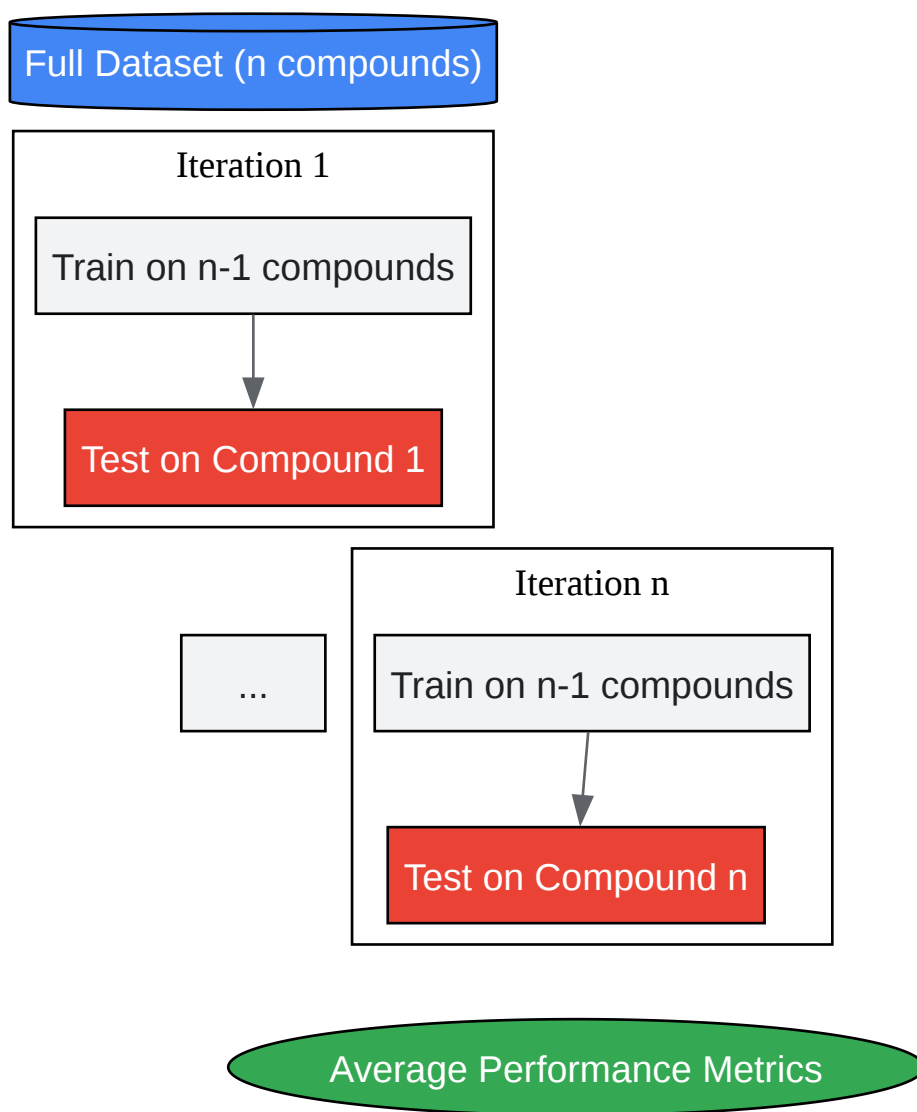 Full Dataset (n compounds)
Iteration 1
Train on n-1 compounds
Test on Compound 1
Iteration n
...
Train on n-1 compounds
Test on Compound n
Average Performance Metrics